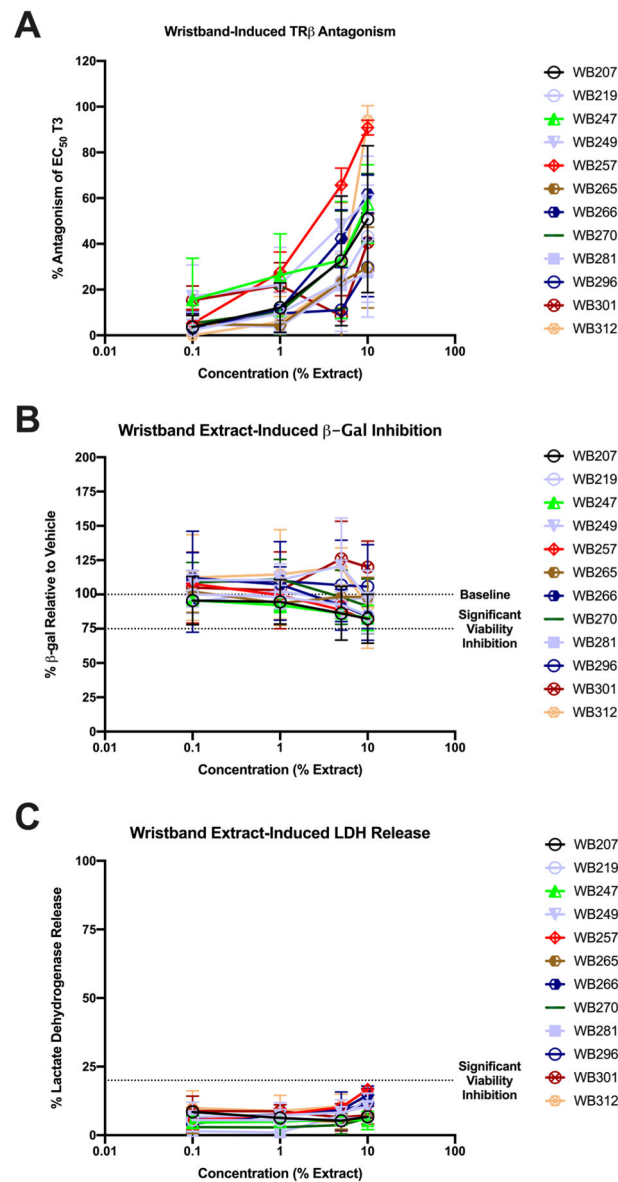 A
Wristband-Induced TRβ Antagonism
% Antagonism of EC50 T3
120
100
80
60
40
20
0
0.01
0.1
1
10
100
Concentration (% Extract)
WB207
WB219
WB247
WB249
WB257
WB265
WB266
WB270
WB281
WB296
WB301
WB312
B
Wristband Extract-Induced β-Gal Inhibition
% β-gal Relative to Vehicle
200
175
150
125
100
75
50
25
0
0.01
0.1
1
10
100
Concentration (% Extract)
Baseline
Significant
Viability
Inhibition
WB207
WB219
WB247
WB249
WB257
WB265
WB266
WB270
WB281
WB296
WB301
WB312
C
Wristband Extract-Induced LDH Release
% Lactate Dehydrogenase Release
100
75
50
25
0
0.01
0.1
1
10
100
Concentration (% Extract)
Significant
Viability
Inhibition
WB207
WB219
WB247
WB249
WB257
WB265
WB266
WB270
WB281
WB296
WB301
WB312